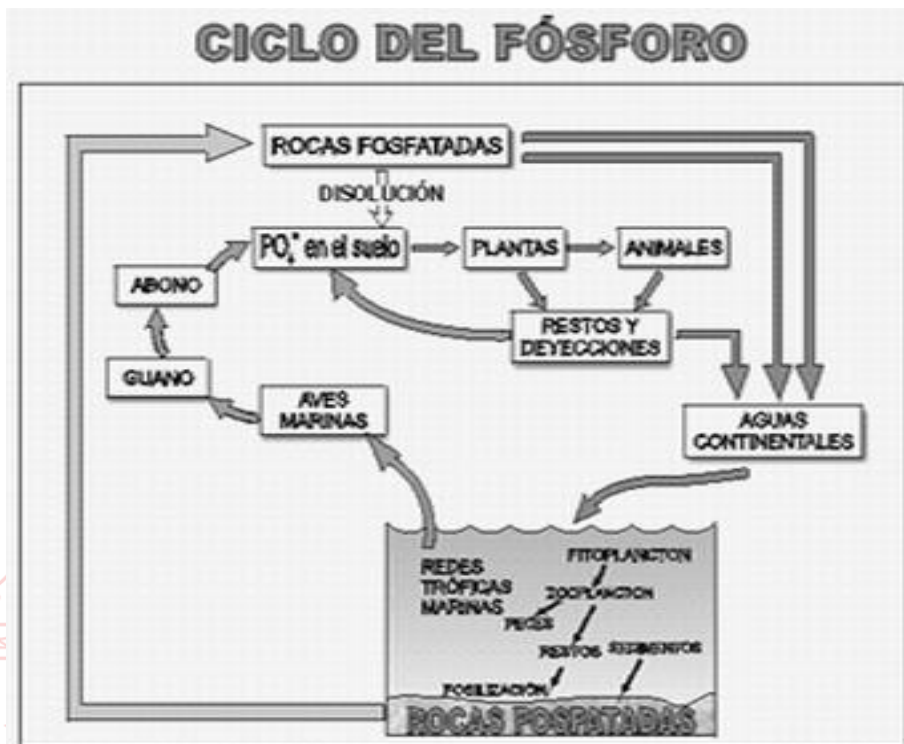 CICLO DEL FÓSFORO
ROCAS FOSFATADAS
DISOLUCIÓN
PO4 en el suelo
PLANTAS
ANIMALES
ABONO
RESTOS Y
DEYECCIONES
GUANO
AVES
MARINAS
AGUAS
CONTINENTALES
REDES
TRÓFICAS
MARINAS
FITOPLANCTON
ZOOPLANCTON
PECES
RESTOS
SEDIMENTOS
FOSILIZACIÓN
ROCAS FOSFATADAS